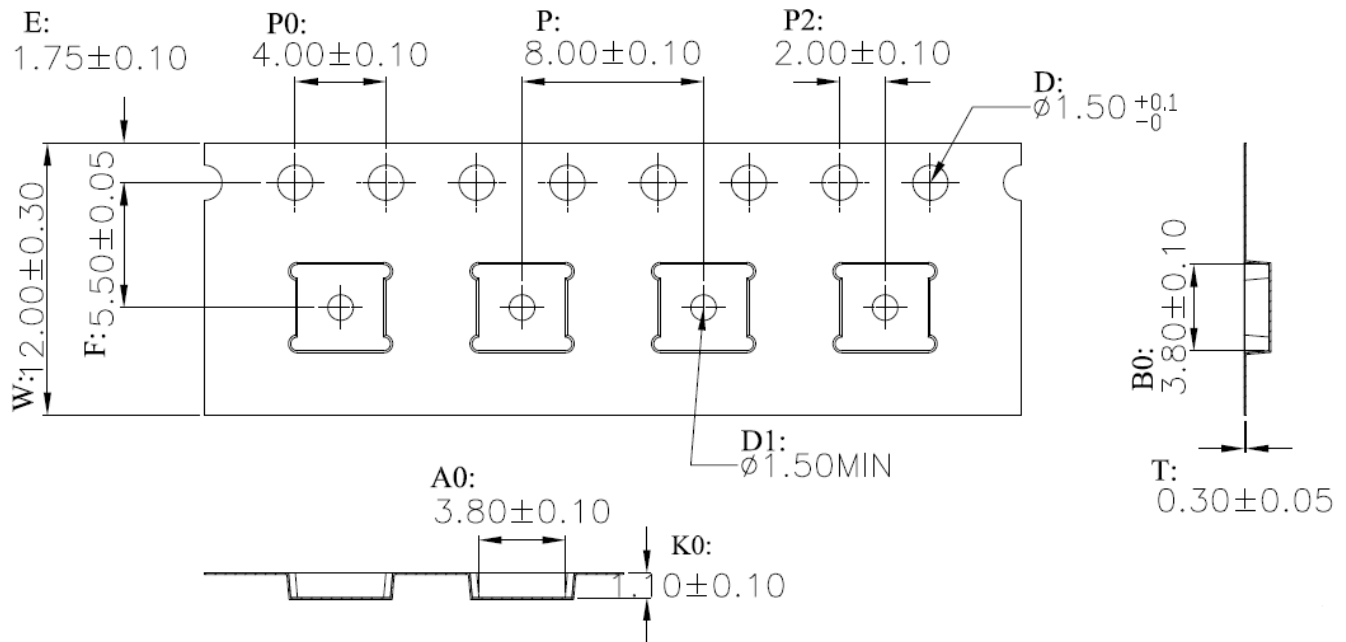 E:
1.75±0.10
P0:
4.00±0.10
P:
8.00±0.10
P2:
2.00±0.10
D:
⌀1.50 +0.1
-0
W:12.00±0.30
F:5.50±0.05
B0:
3.80±0.10
D1:
⌀1.50MIN
T:
0.30±0.05
A0:
3.80±0.10
K0:
1.10±0.10